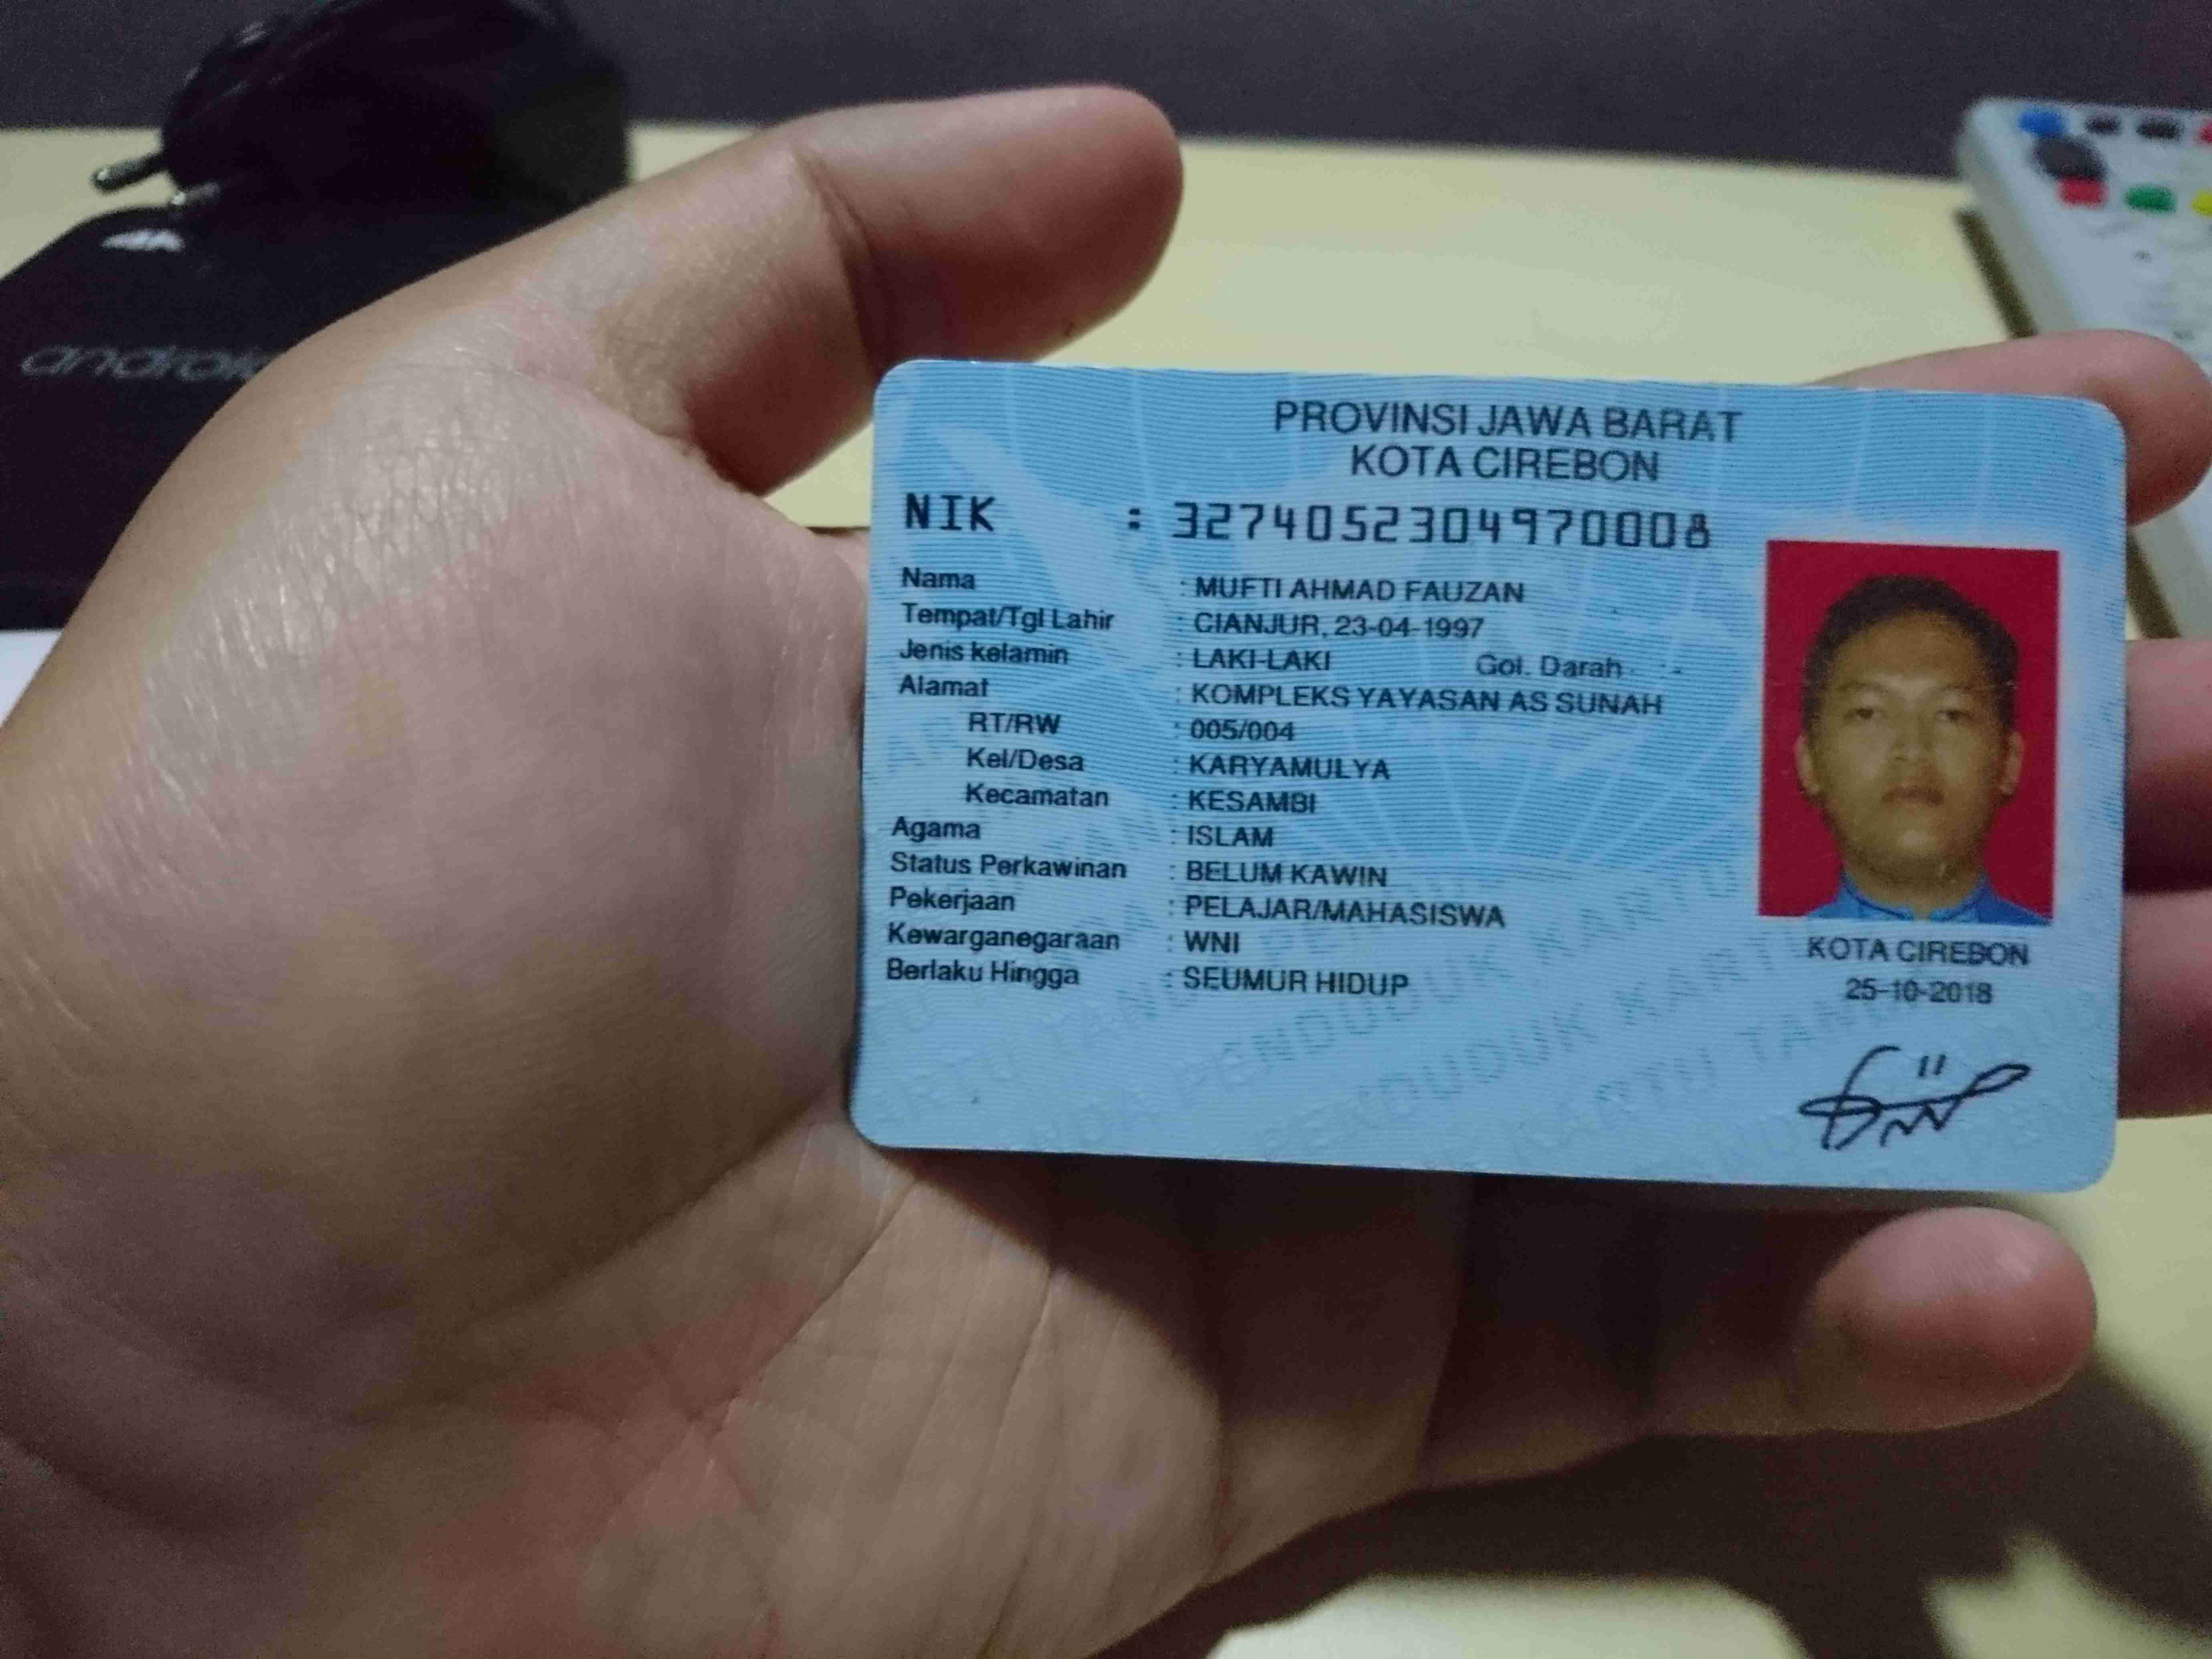 4K
android
PROVINSI JAWA BARAT
KOTA CIREBON
NIK : 3274052304970008
Nama : MUFTI AHMAD FAUZAN
Tempat/Tgl Lahir : CIANJUR, 23-04-1997
Jenis kelamin : LAKI-LAKI Gol. Darah : -
Alamat : KOMPLEKS YAYASAN AS SUNAH
RT/RW : 005/004
Kel/Desa : KARYAMULYA
Kecamatan : KESAMBI
Agama : ISLAM
Status Perkawinan : BELUM KAWIN
Pekerjaan : PELAJAR/MAHASISWA
Kewarganegaraan : WNI
Berlaku Hingga : SEUMUR HIDUP
KOTA CIREBON
25-10-2018